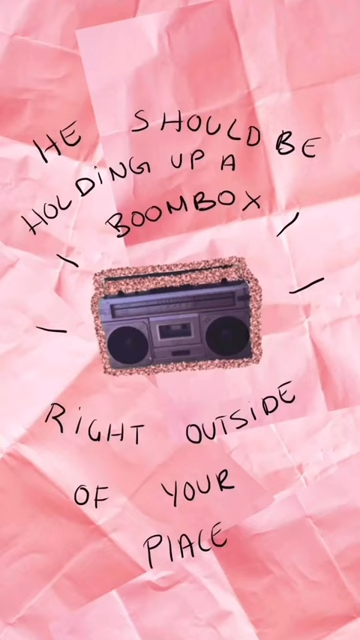 HE SHOULD BE
HOLDING UP A
BOOMBOX
RIGHT OUTSIDE
OF YOUR
PLACE